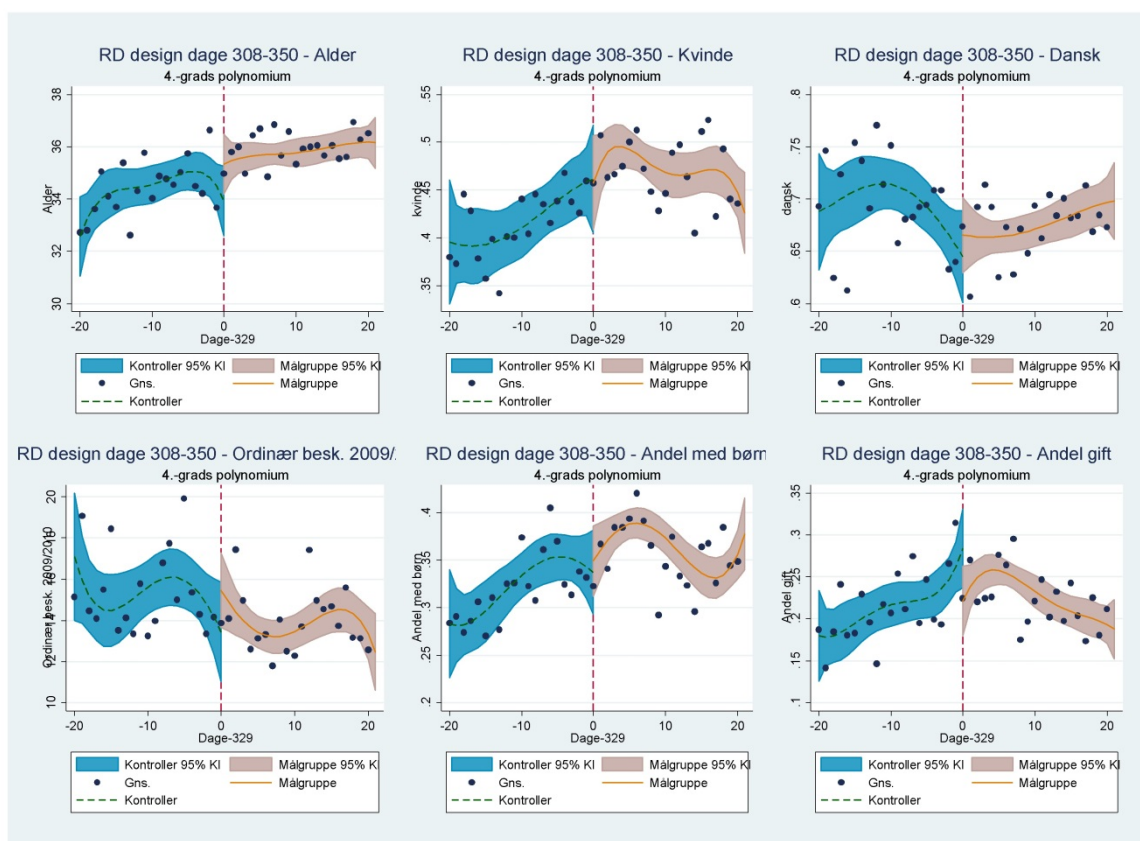 RD design dage 308-350 - Alder
4.-grads polynomium
Alder
38
36
34
32
30
-20
-10
0
10
20
Dage-329
Kontroller 95% KI
Målgruppe 95% KI
Gns.
Målgruppe
Kontroller
RD design dage 308-350 - Kvinde
4.-grads polynomium
kvinde
.55
.5
.45
.4
.35
-20
-10
0
10
20
Dage-329
Kontroller 95% KI
Målgruppe 95% KI
Gns.
Målgruppe
Kontroller
RD design dage 308-350 - Dansk
4.-grads polynomium
dansk
.8
.75
.65
.6
-20
-10
0
10
20
Dage-329
Kontroller 95% KI
Målgruppe 95% KI
Gns.
Målgruppe
Kontroller
RD design dage 308-350 - Ordinær besk. 2009/
4.-grads polynomium
Ordinær besk. 2009/2010
20
12
10
-20
-10
0
10
20
Dage-329
Kontroller 95% KI
Målgruppe 95% KI
Gns.
Målgruppe
Kontroller
RD design dage 308-350 - Andel med børn
4.-grads polynomium
Andel med børn
.4
.35
.3
.25
.2
-20
-10
0
10
20
Dage-329
Kontroller 95% KI
Målgruppe 95% KI
Gns.
Målgruppe
Kontroller
RD design dage 308-350 - Andel gift
4.-grads polynomium
Andel gift
.35
.3
.25
.15
.1
-20
-10
0
10
20
Dage-329
Kontroller 95% KI
Målgruppe 95% KI
Gns.
Målgruppe
Kontroller